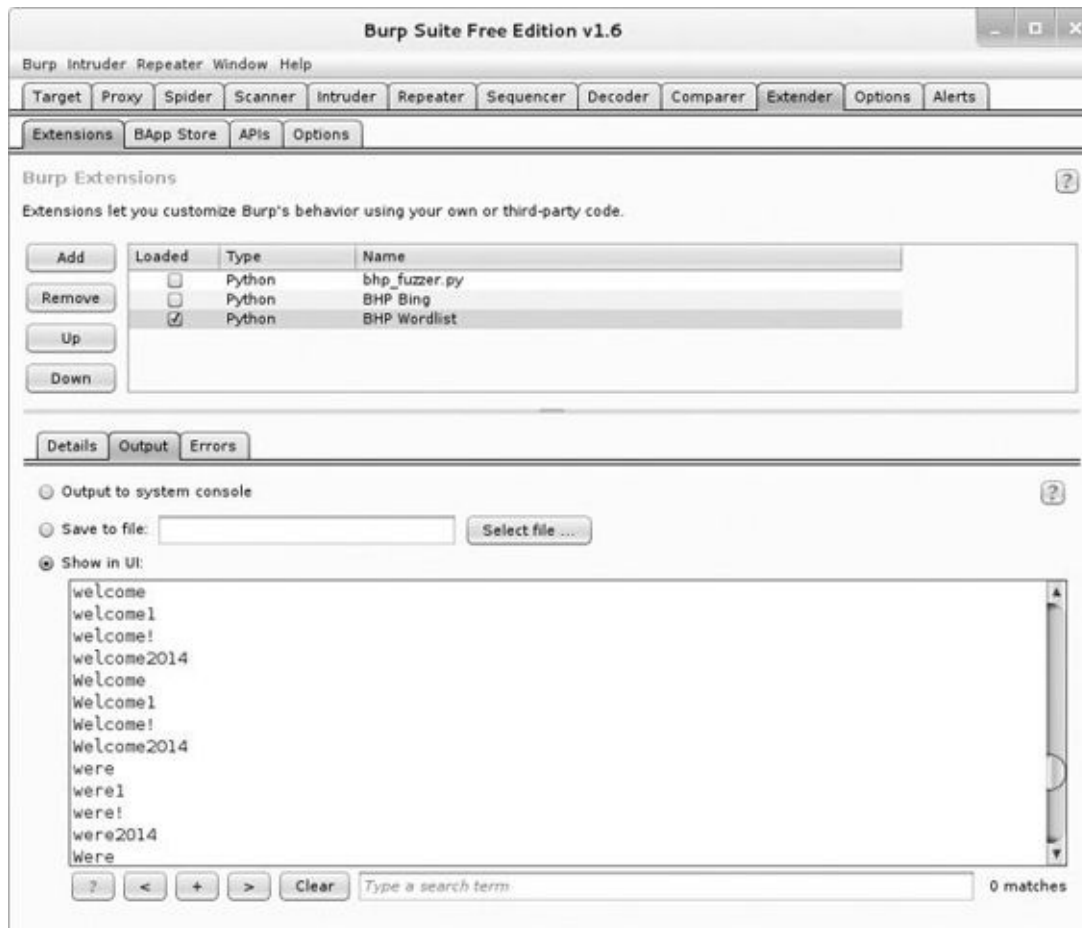 Burp Suite Free Edition v1.6
Burp Intruder Repeater Window Help
Target Proxy Spider Scanner Intruder Repeater Sequencer Decoder Comparer Extender Options Alerts
Extensions BApp Store APIs Options
Burp Extensions
?
Extensions let you customize Burp's behavior using your own or third-party code.
Add
Remove
Up
Down
Loaded Type Name
Python bhp_fuzzer.py
Python BHP Bing
Python BHP Wordlist
Details Output Errors
Output to system console
?
Save to file: Select file ...
Show in UI:
welcome
welcome1
welcome!
welcome2014
Welcome
Welcome1
Welcome!
Welcome2014
were
were1
were!
were2014
Were
? < + > Clear Type a search term 0 matches